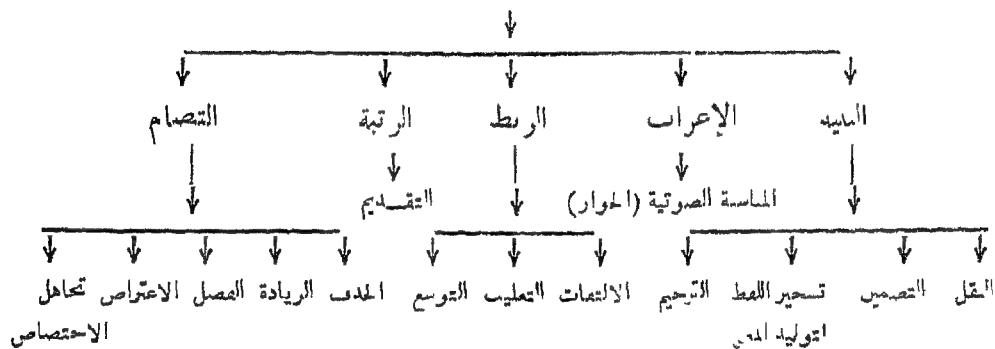 البنية الإعراب الربط الرتبة التضام
المناسبة الصوتية (الجوار) التقديم
النقل التضمين تسخير اللفظ الترخيم الالتفات التغليب التوسع الحذف الزيادة الفصل الاعتراض تجاهل
لتوليد المعنى الاختصاص